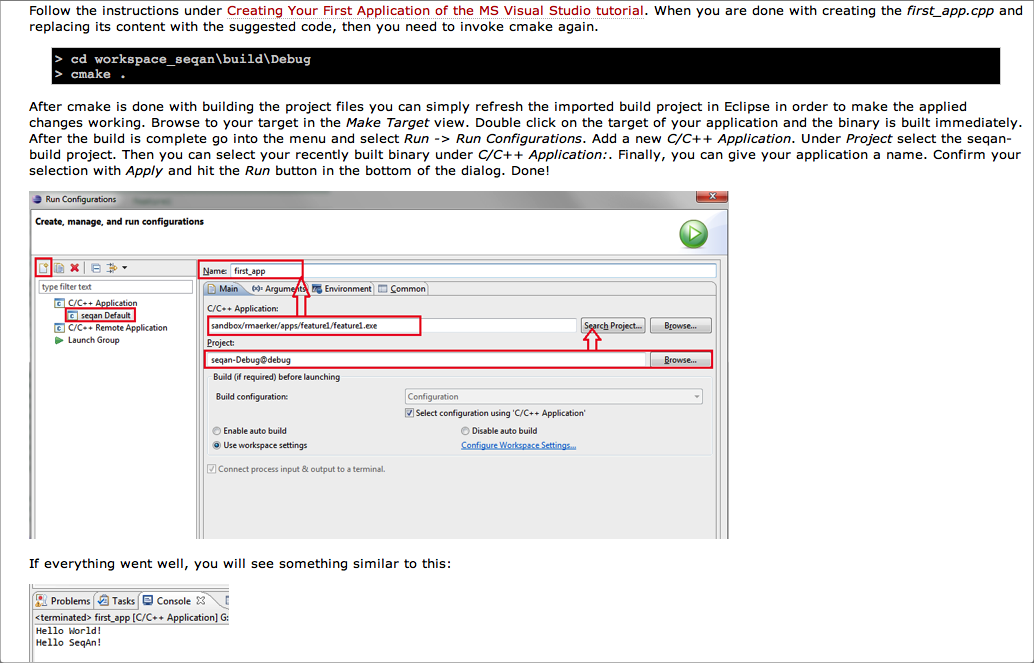 Follow the instructions under Creating Your First Application of the MS Visual Studio tutorial. When you are done with creating the first_app.cpp and
replacing its content with the suggested code, then you need to invoke cmake again.
> cd workspace_seqan\build\Debug
> cmake .
After cmake is done with building the project files you can simply refresh the imported build project in Eclipse in order to make the applied
changes working. Browse to your target in the Make Target view. Double click on the target of your application and the binary is built immediately.
After the build is complete go into the menu and select Run -> Run Configurations. Add a new C/C++ Application. Under Project select the seqan-
build project. Then you can select your recently built binary under C/C++ Application:. Finally, you can give your application a name. Confirm your
selection with Apply and hit the Run button in the bottom of the dialog. Done!
Run Configurations
Create, manage, and run configurations
Name: first_app
type filter text
Main Arguments Environment Common
C/C++ Application
seqan Default
C/C++ Remote Application
Launch Group
C/C++ Application:
sandbox/rmaerker/apps/feature1/feature1.exe
Search Project... Browse...
Project:
seqan-Debug@debug
Browse...
Build (if required) before launching
Build configuration: Configuration
Select configuration using 'C/C++ Application'
Enable auto build Disable auto build
Use workspace settings Configure Workspace Settings...
Connect process input & output to a terminal.
If everything went well, you will see something similar to this:
Problems Tasks Console
<terminated> first_app [C/C++ Application] G:
Hello World!
Hello SeqAn!